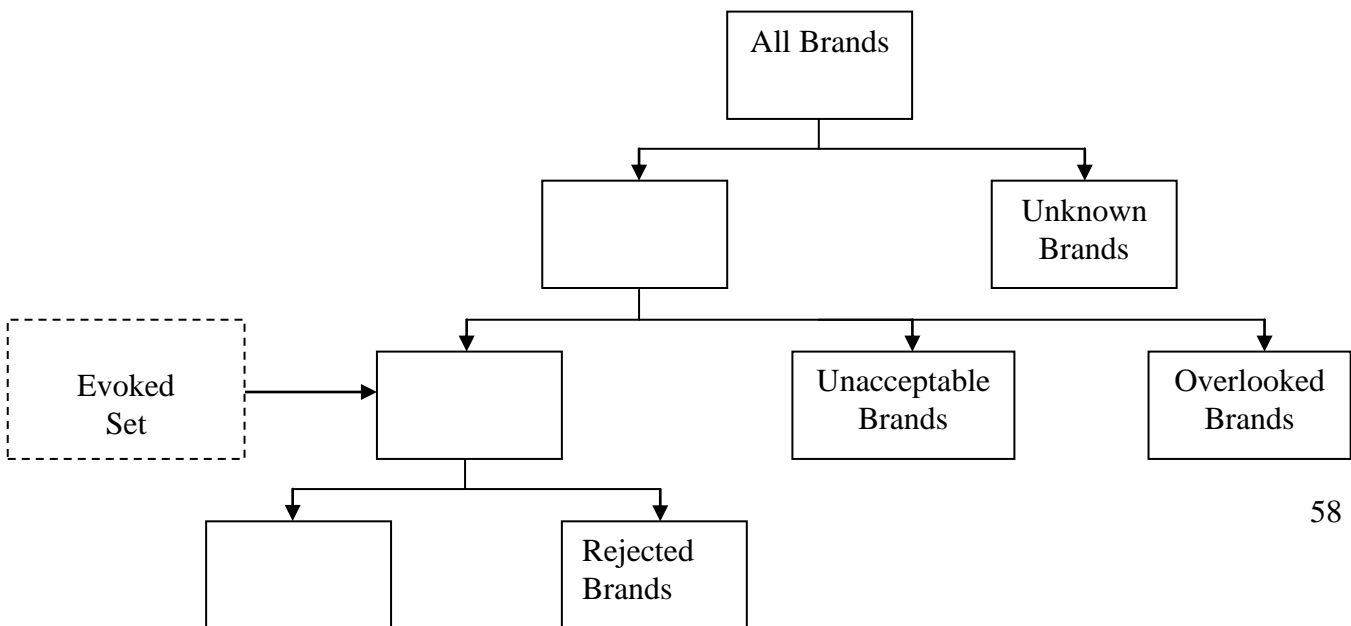 All Brands
Unknown
Brands
Evoked
Set
Unacceptable
Brands
Overlooked
Brands
58
Rejected
Brands